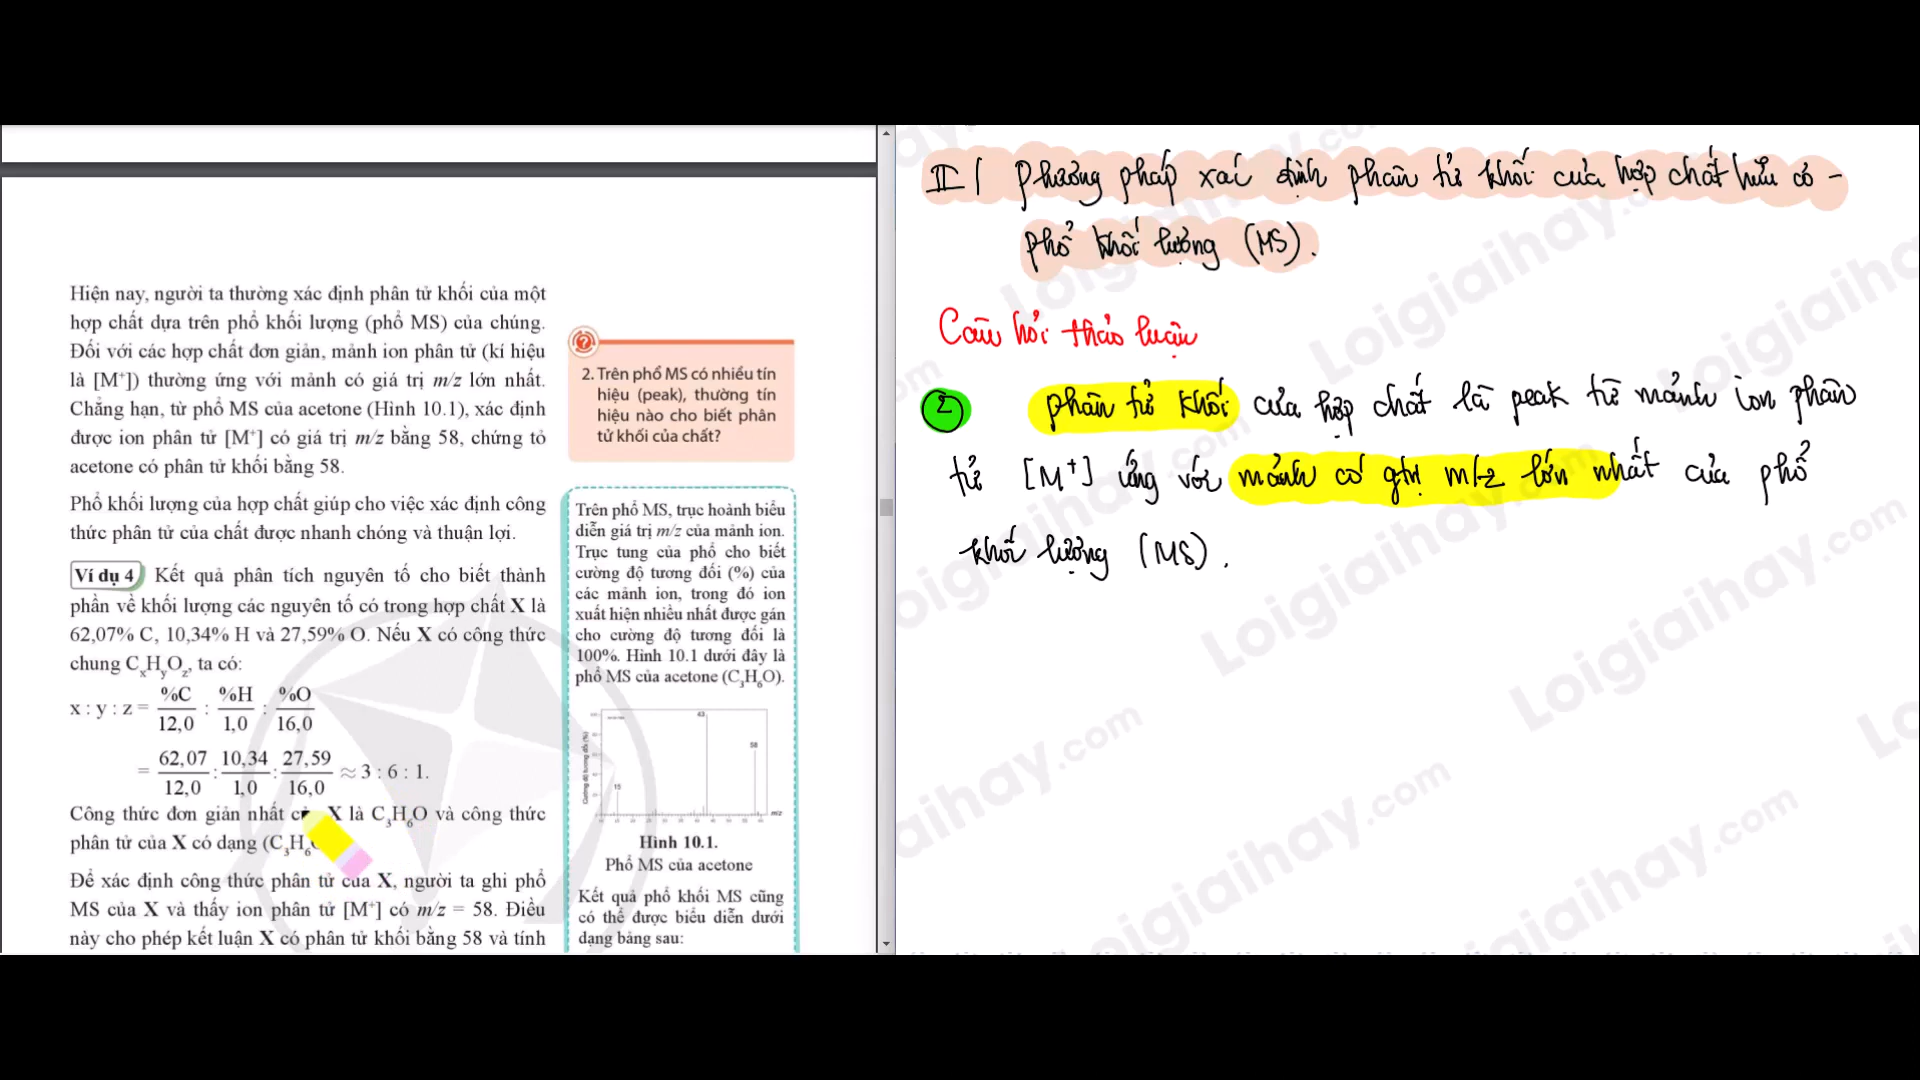 Hiện nay, người ta thường xác định phân tử khối của một
hợp chất dựa trên phổ khối lượng (phổ MS) của chúng.
Đối với các hợp chất đơn giản, mảnh ion phân tử (kí hiệu
là [M⁺]) thường ứng với mảnh có giá trị m/z lớn nhất.
Chẳng hạn, từ phổ MS của acetone (Hình 10.1), xác định
được ion phân tử [M⁺] có giá trị m/z bằng 58, chứng tỏ
acetone có phân tử khối bằng 58.
Phổ khối lượng của hợp chất giúp cho việc xác định công
thức phân tử của chất được nhanh chóng và thuận lợi.
Ví dụ 4 Kết quả phân tích nguyên tố cho biết thành
phần về khối lượng các nguyên tố có trong hợp chất X là
62,07% C, 10,34% H và 27,59% O. Nếu X có công thức
chung CₓHᵧO_z, ta có:
x : y : z = %C/12,0 : %H/1,0 : %O/16,0
= 62,07/12,0 : 10,34/1,0 : 27,59/16,0 ≈ 3 : 6 : 1.
Công thức đơn giản nhất X là C₃H₆O và công thức
phân tử của X có dạng (C₃H₆
Để xác định công thức phân tử của X, người ta ghi phổ
MS của X và thấy ion phân tử [M⁺] có m/z = 58. Điều
này cho phép kết luận X có phân tử khối bằng 58 và tính
2. Trên phổ MS có nhiều tín
hiệu (peak), thường tín
hiệu nào cho biết phân
tử khối của chất?
Trên phổ MS, trục hoành biểu
diễn giá trị m/z của mảnh ion.
Trục tung của phổ cho biết
cường độ tương đối (%) của
các mảnh ion, trong đó ion
xuất hiện nhiều nhất được gán
cho cường độ tương đối là
100%. Hình 10.1 dưới đây là
phổ MS của acetone (C₃H₆O).
Cường độ tương đối (%)
43
58
15
m/z
Hình 10.1.
Phổ MS của acetone
Kết quả phổ khối MS cũng
có thể được biểu diễn dưới
dạng bảng sau:
II/ Phương pháp xác định phân tử khối của hợp chất hữu cơ -
phổ khối lượng (MS).
Câu hỏi thảo luận
2 phân tử khối của hợp chất là peak từ mảnh ion phân
tử [M⁺] ứng với mảnh có gtrị m/z lớn nhất của phổ
khối lượng (MS).
Loigiaihay.com